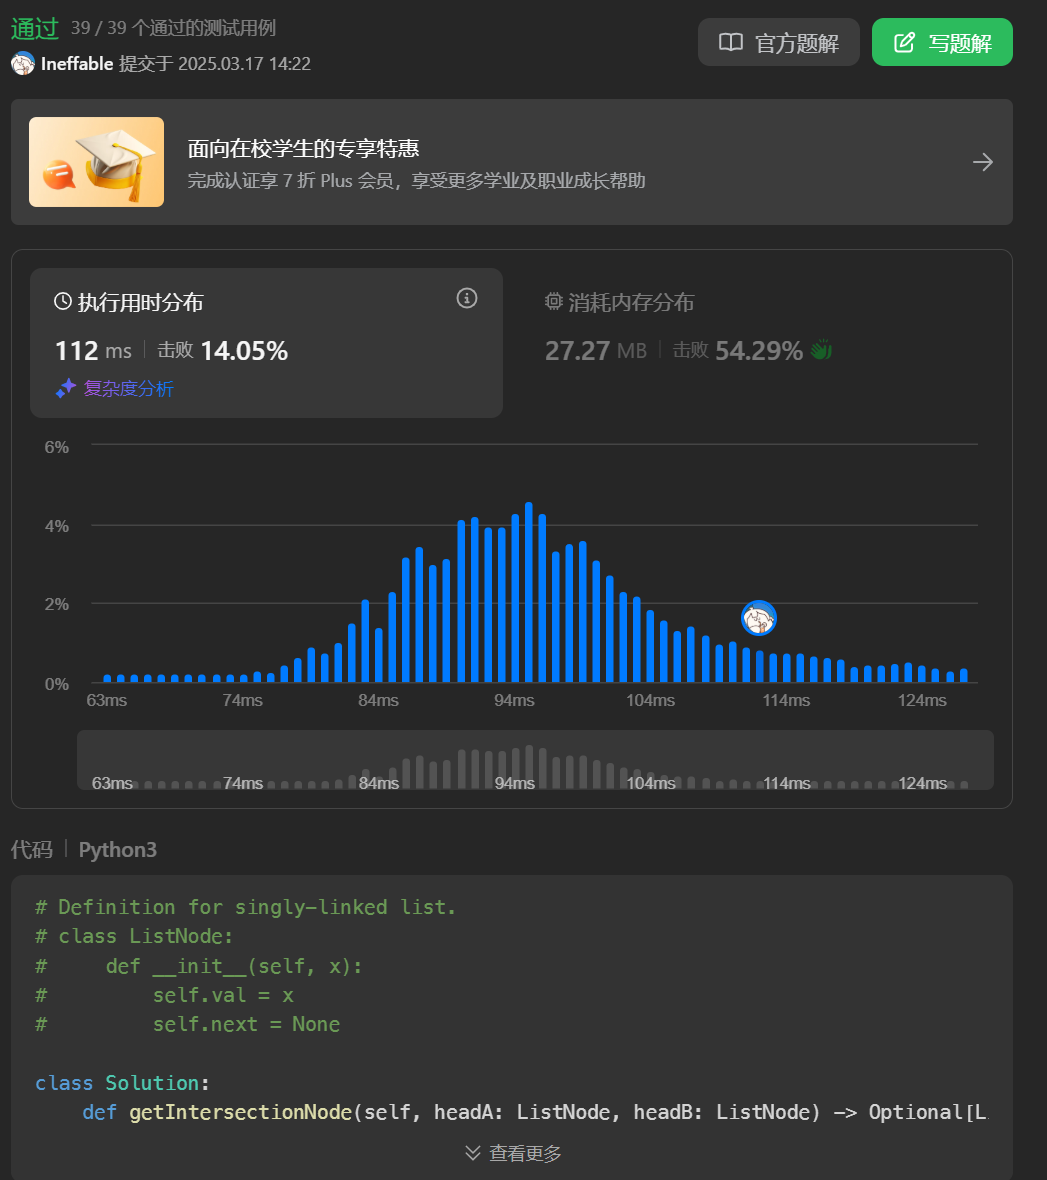 通过 39 / 39 个通过的测试用例
官方题解
写题解
Ineffable 提交于 2025.03.17 14:22
面向在校学生的专享特惠
完成认证享 7 折 Plus 会员，享受更多学业及职业成长帮助
执行用时分布
112 ms 击败 14.05%
复杂度分析
消耗内存分布
27.27 MB 击败 54.29%
6%
4%
2%
0%
63ms 74ms 84ms 94ms 104ms 114ms 124ms
63ms 74ms 84ms 94ms 104ms 114ms 124ms
代码 Python3
# Definition for singly-linked list.
# class ListNode:
#     def __init__(self, x):
#         self.val = x
#         self.next = None
class Solution:
    def getIntersectionNode(self, headA: ListNode, headB: ListNode) -> Optional[L
查看更多